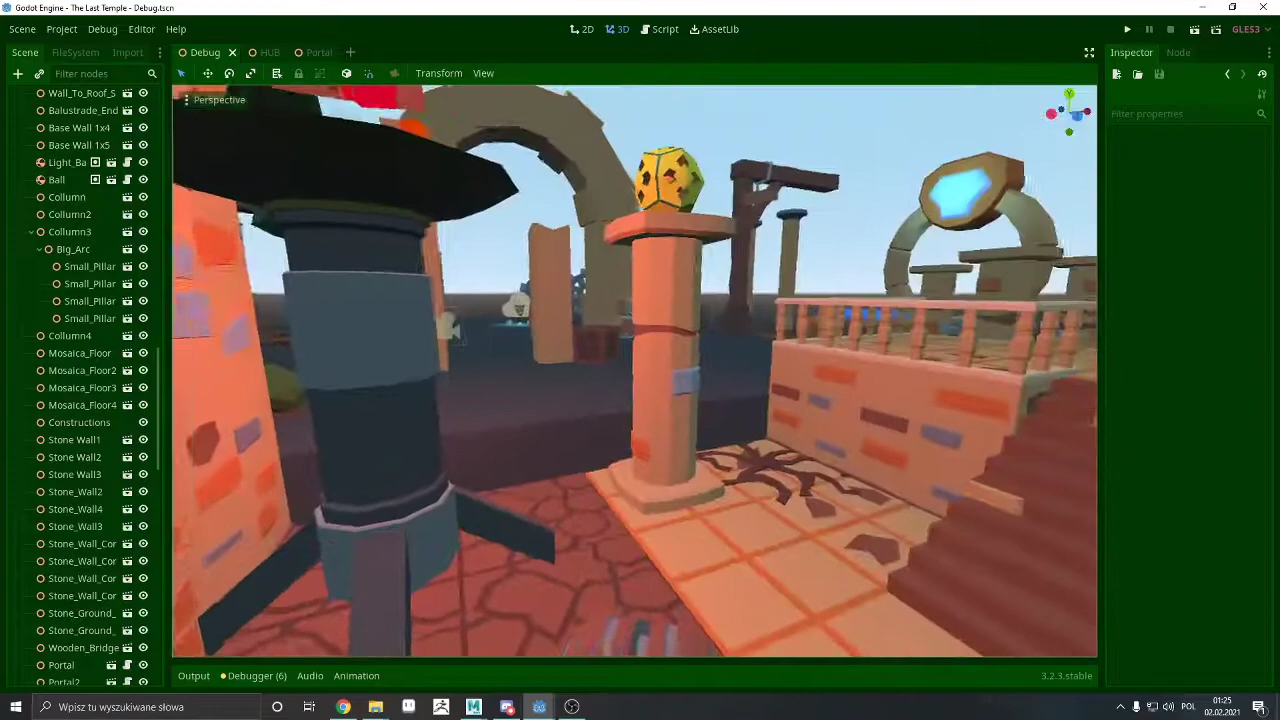 Godot Engine - The Last Temple - Debug.tscn
Scene Project Debug Editor Help
2D 3D Script AssetLib
GLES3
Scene FileSystem Import
Debug HUB Portal
Inspector Node
Filter nodes
Transform View
Perspective
Y
Filter properties
Wall_To_Roof_S
Balustrade_End
Base Wall 1x4
Base Wall 1x5
Light_Ba
Ball
Column
Column2
Column3
Big_Arc
Small_Pillar
Small_Pillar
Small_Pillar
Small_Pillar
Collumn4
Mosaica_Floor
Mosaica_Floor2
Mosaica_Floor3
Mosaica_Floor4
Constructions
Stone Wall1
Stone Wall2
Stone Wall3
Stone_Wall2
Stone_Wall4
Stone_Wall3
Stone_Wall_Cor
Stone_Wall_Cor
Stone_Wall_Cor
Stone_Wall_Cor
Stone_Ground_
Stone_Ground_
Wooden_Bridge
Portal
Portal2
Output Debugger (6) Audio Animation
3.2.3.stable
Wpisz tu wyszukiwane słowa
POL
01:25
02.02.2021